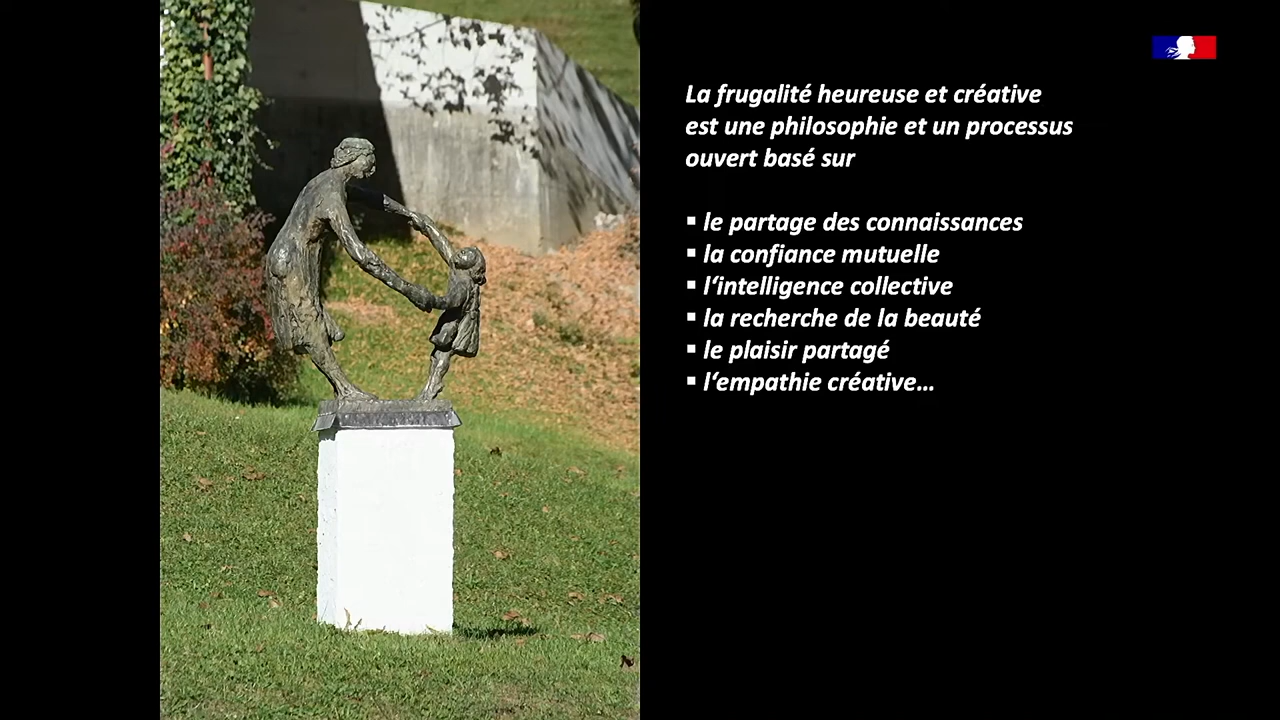 La frugalité heureuse et créative
est une philosophie et un processus
ouvert basé sur
▪ le partage des connaissances
▪ la confiance mutuelle
▪ l‘intelligence collective
▪ la recherche de la beauté
▪ le plaisir partagé
▪ l‘empathie créative…